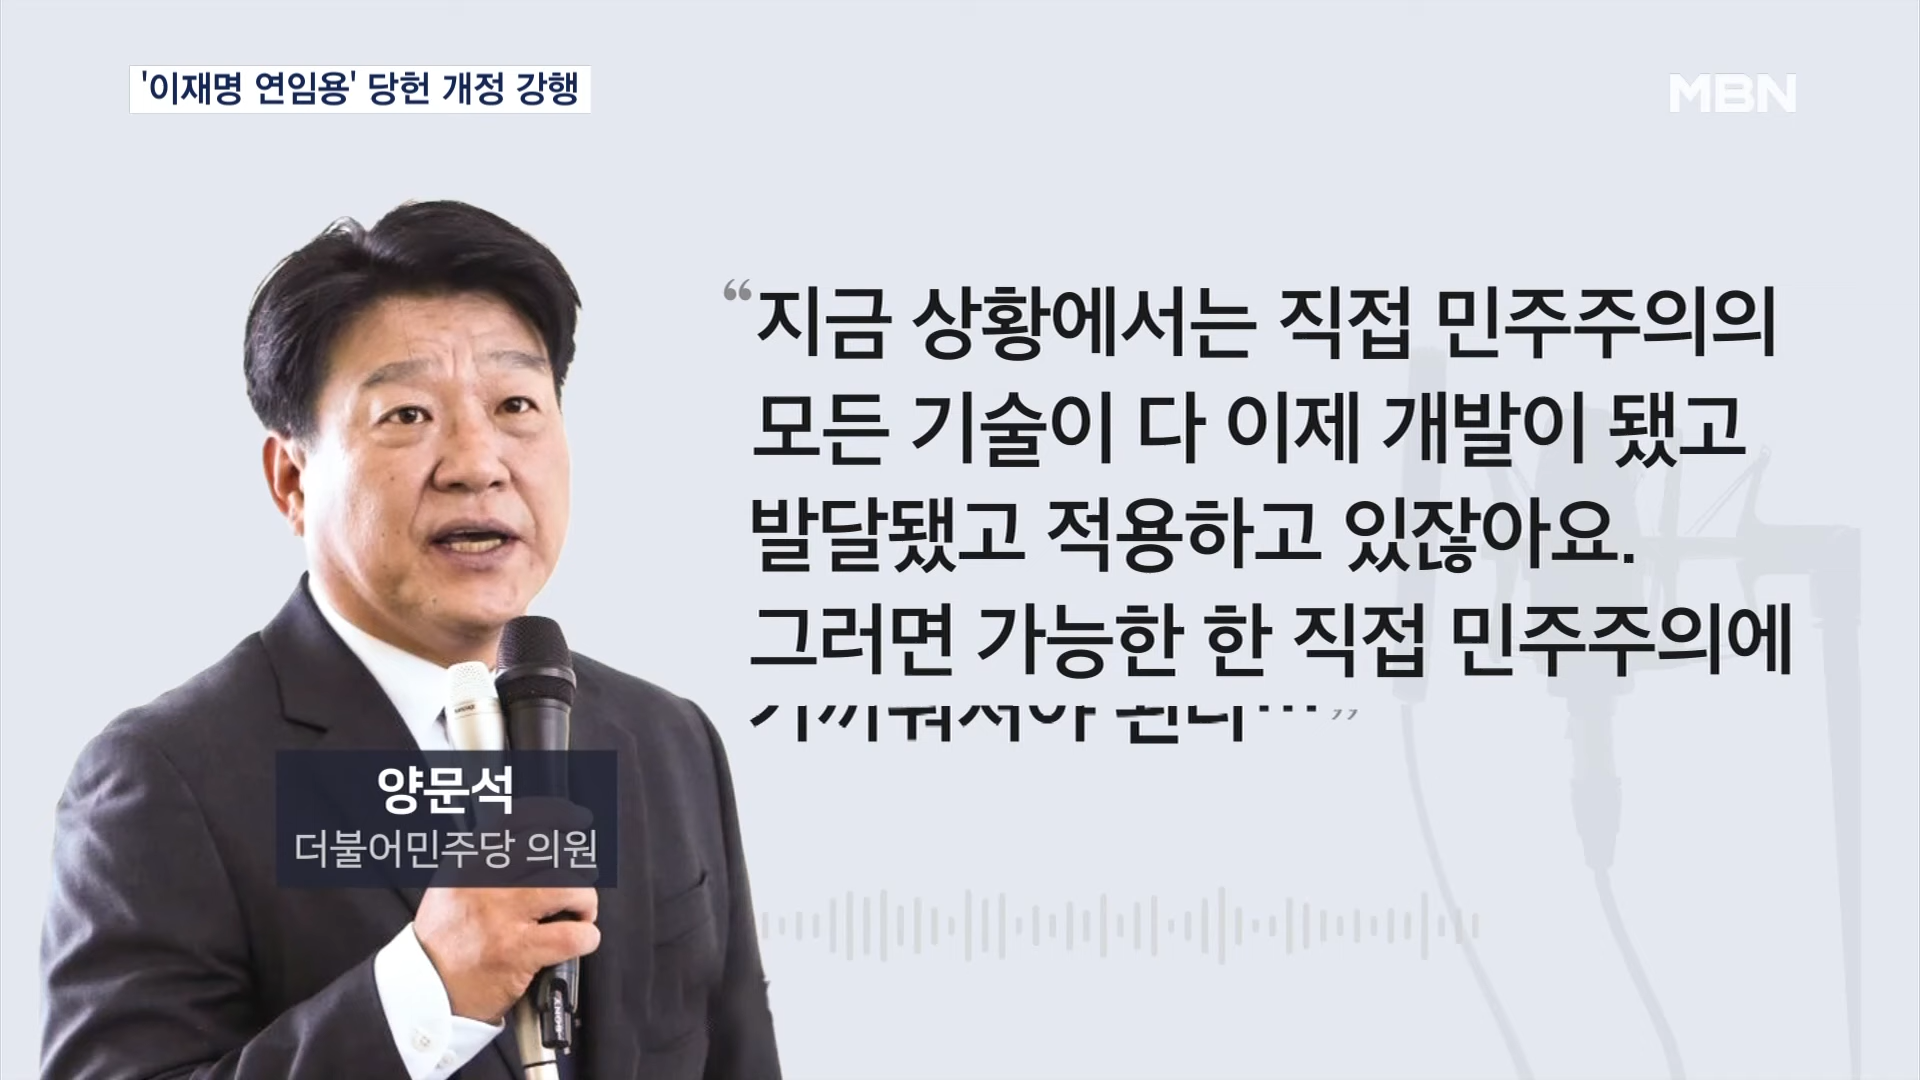 '이재명 연임용' 당헌 개정 강행
MBN
“지금 상황에서는 직접 민주주의의
모든 기술이 다 이제 개발이 됐고
발달됐고 적용하고 있잖아요.
그러면 가능한 한 직접 민주주의에
양문석
더불어민주당 의원